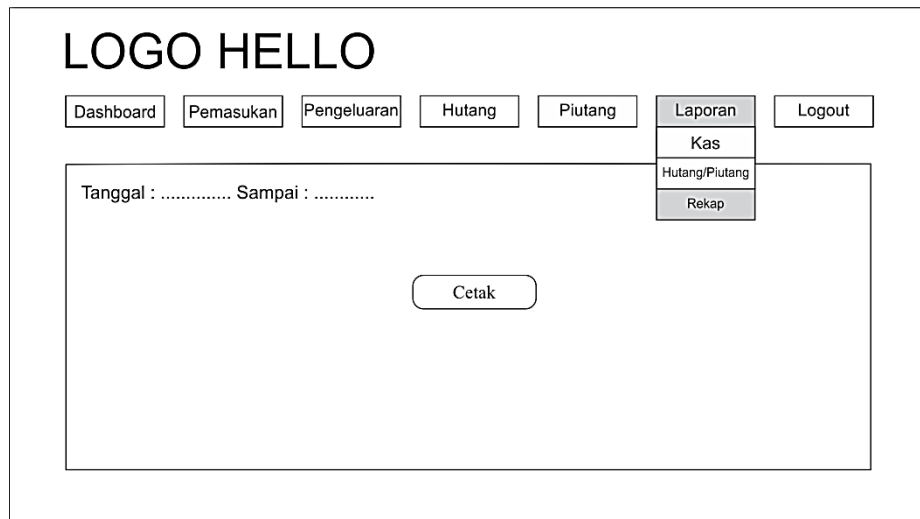 LOGO HELLO
Dashboard Pemasukan Pengeluaran Hutang Piutang Laporan Logout
Kas
Hutang/Piutang
Rekap
Tanggal : .............. Sampai : ............
Cetak